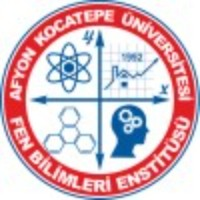 AFYON KOCATEPE ÜNİVERSİTESİ
y
1992
x
FEN BİLİMLERİ ENSTİTÜSÜ